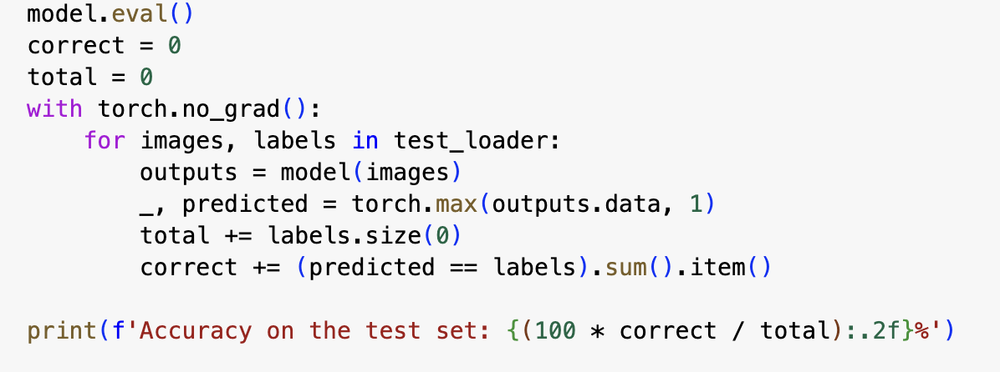 model.eval()
correct = 0
total = 0
with torch.no_grad():
    for images, labels in test_loader:
        outputs = model(images)
        _, predicted = torch.max(outputs.data, 1)
        total += labels.size(0)
        correct += (predicted == labels).sum().item()

print(f'Accuracy on the test set: {(100 * correct / total):.2f}%')